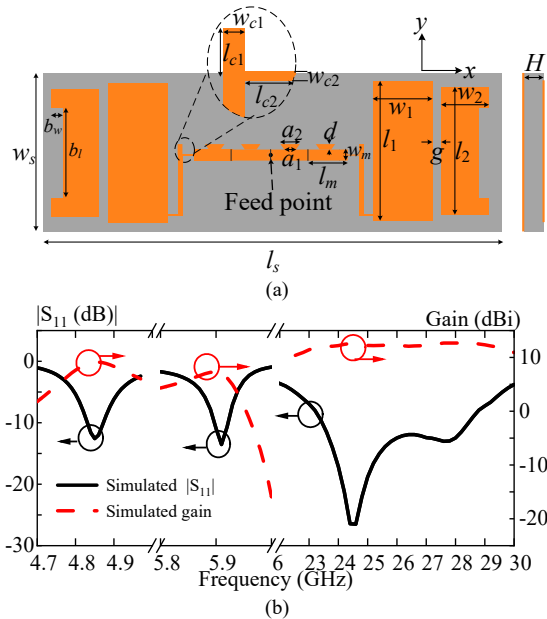 y
x
w_c1
l_c1
w_c2
l_c2
H
w_s
b_w
b_l
a_2
d
a_1
w_m
l_m
w_1
l_1
g
w_2
l_2
Feed point
l_s
(a)
|S_11 (dB)|
Gain (dBi)
0
-10
-20
-30
10
0
-10
-20
Simulated |S_11|
Simulated gain
4.7 4.8 4.9 5.8 5.9 6 23 24 25 26 27 28 29 30
Frequency (GHz)
(b)